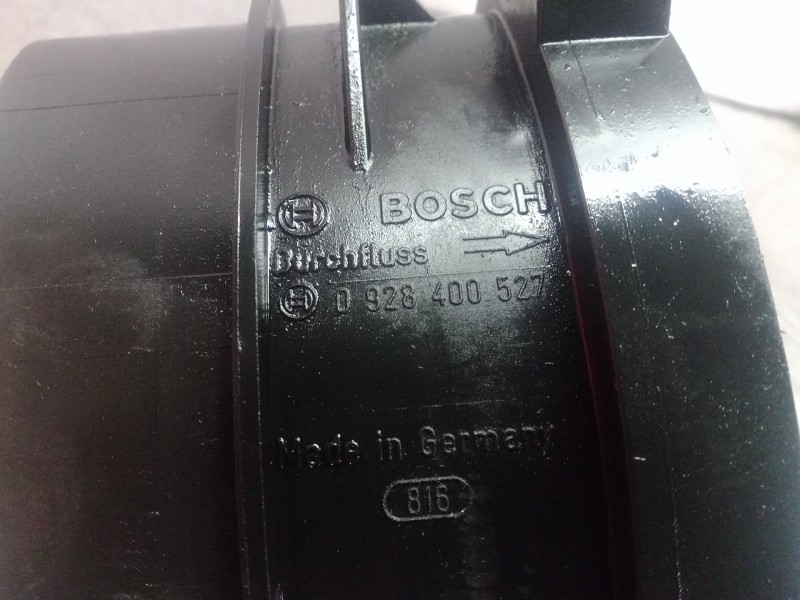 BOSCH
Durchfluss
0 928 400 527
Made in Germany
816